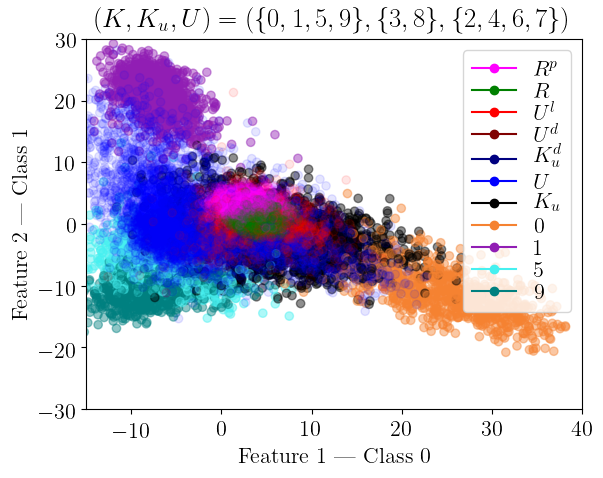 (K, K_u, U) = ({0, 1, 5, 9}, {3, 8}, {2, 4, 6, 7})
30
20
10
0
−10
−20
−30
−10
0
10
20
30
40
Feature 2 — Class 1
Feature 1 — Class 0
R^p
R
U^l
U^d
K_u^d
U
K_u
0
1
5
9